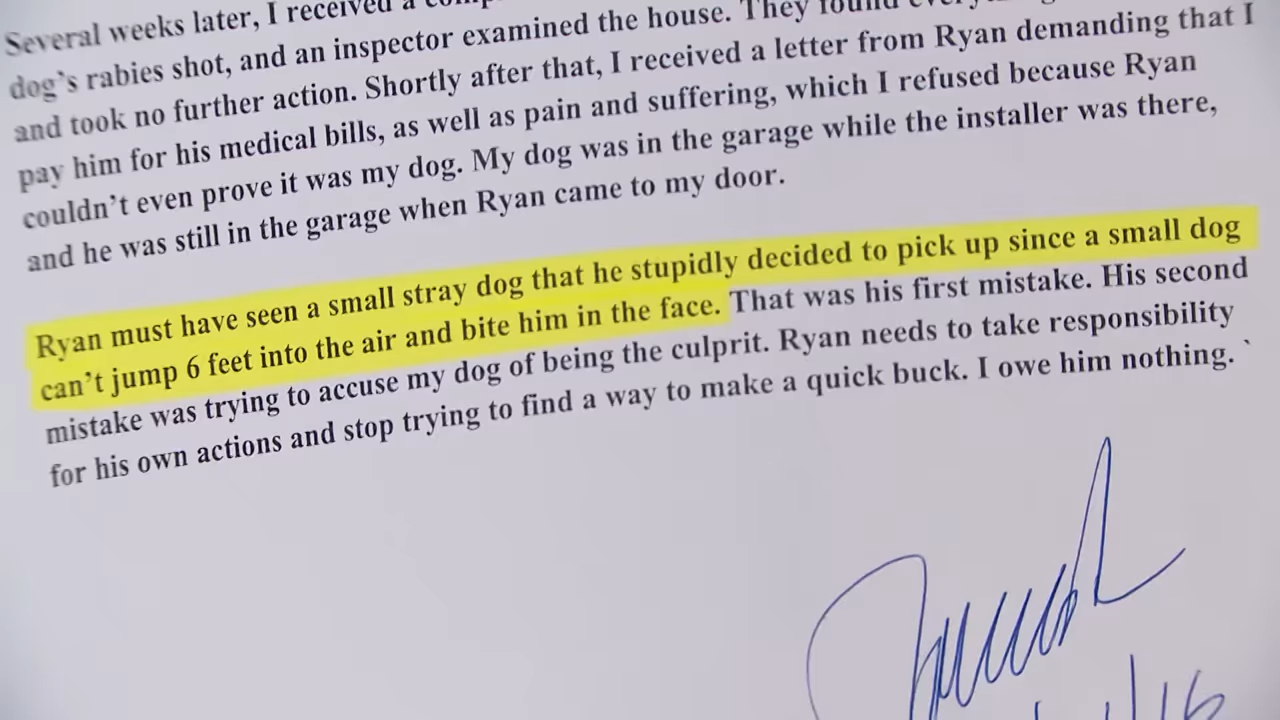 Several weeks later, I received a
dog's rabies shot, and an inspector examined the house. They found
and took no further action. Shortly after that, I received a letter from Ryan demanding that I
pay him for his medical bills, as well as pain and suffering, which I refused because Ryan
couldn't even prove it was my dog. My dog was in the garage while the installer was there,
and he was still in the garage when Ryan came to my door.
Ryan must have seen a small stray dog that he stupidly decided to pick up since a small dog
can't jump 6 feet into the air and bite him in the face. That was his first mistake. His second
mistake was trying to accuse my dog of being the culprit. Ryan needs to take responsibility
for his own actions and stop trying to find a way to make a quick buck. I owe him nothing. `